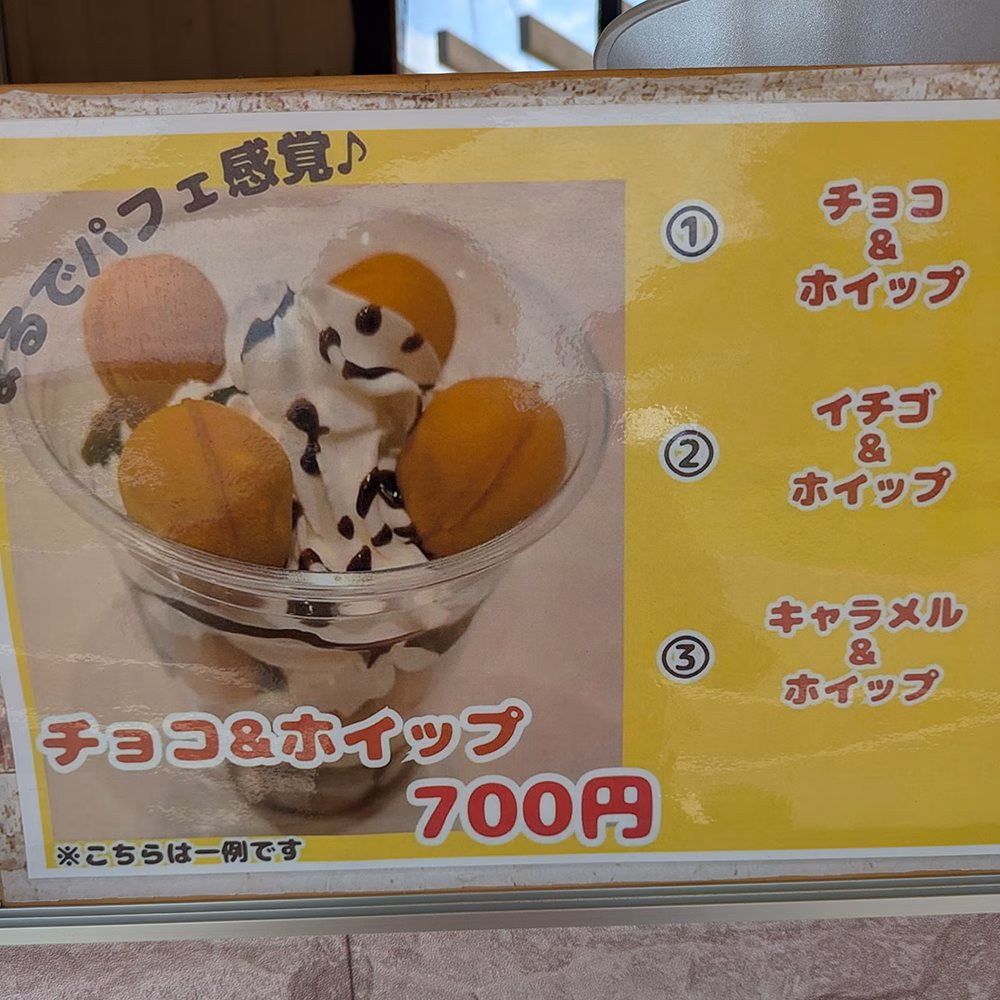 まるでパフェ感覚♪
① チョコ
&
ホイップ
② イチゴ
&
ホイップ
③ キャラメル
&
ホイップ
チョコ&ホイップ
700円
※こちらは一例です